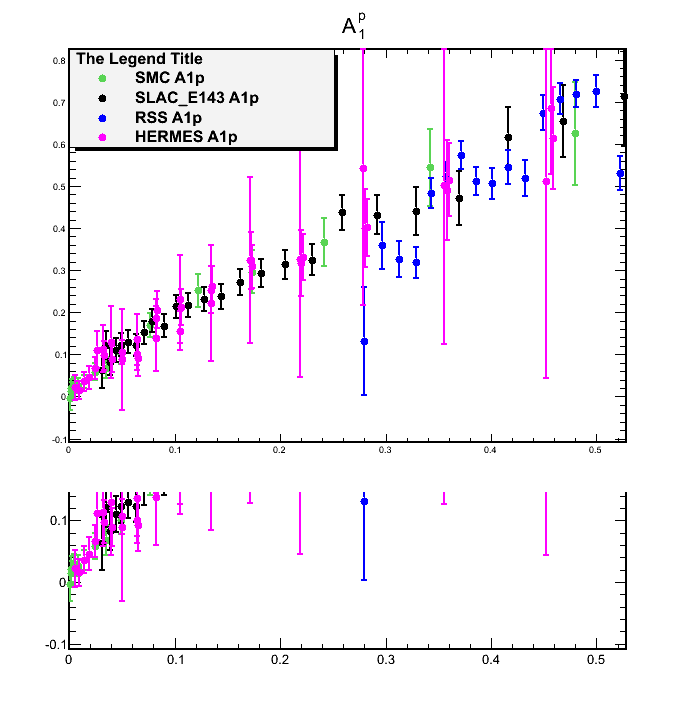 A₁ᵖ
The Legend Title
SMC A1p
SLAC_E143 A1p
RSS A1p
HERMES A1p
0.8
0.7
0.6
0.5
0.4
0.3
0.2
0.1
0
-0.1
0 0.1 0.2 0.3 0.4 0.5
0.1
0
-0.1
0 0.1 0.2 0.3 0.4 0.5